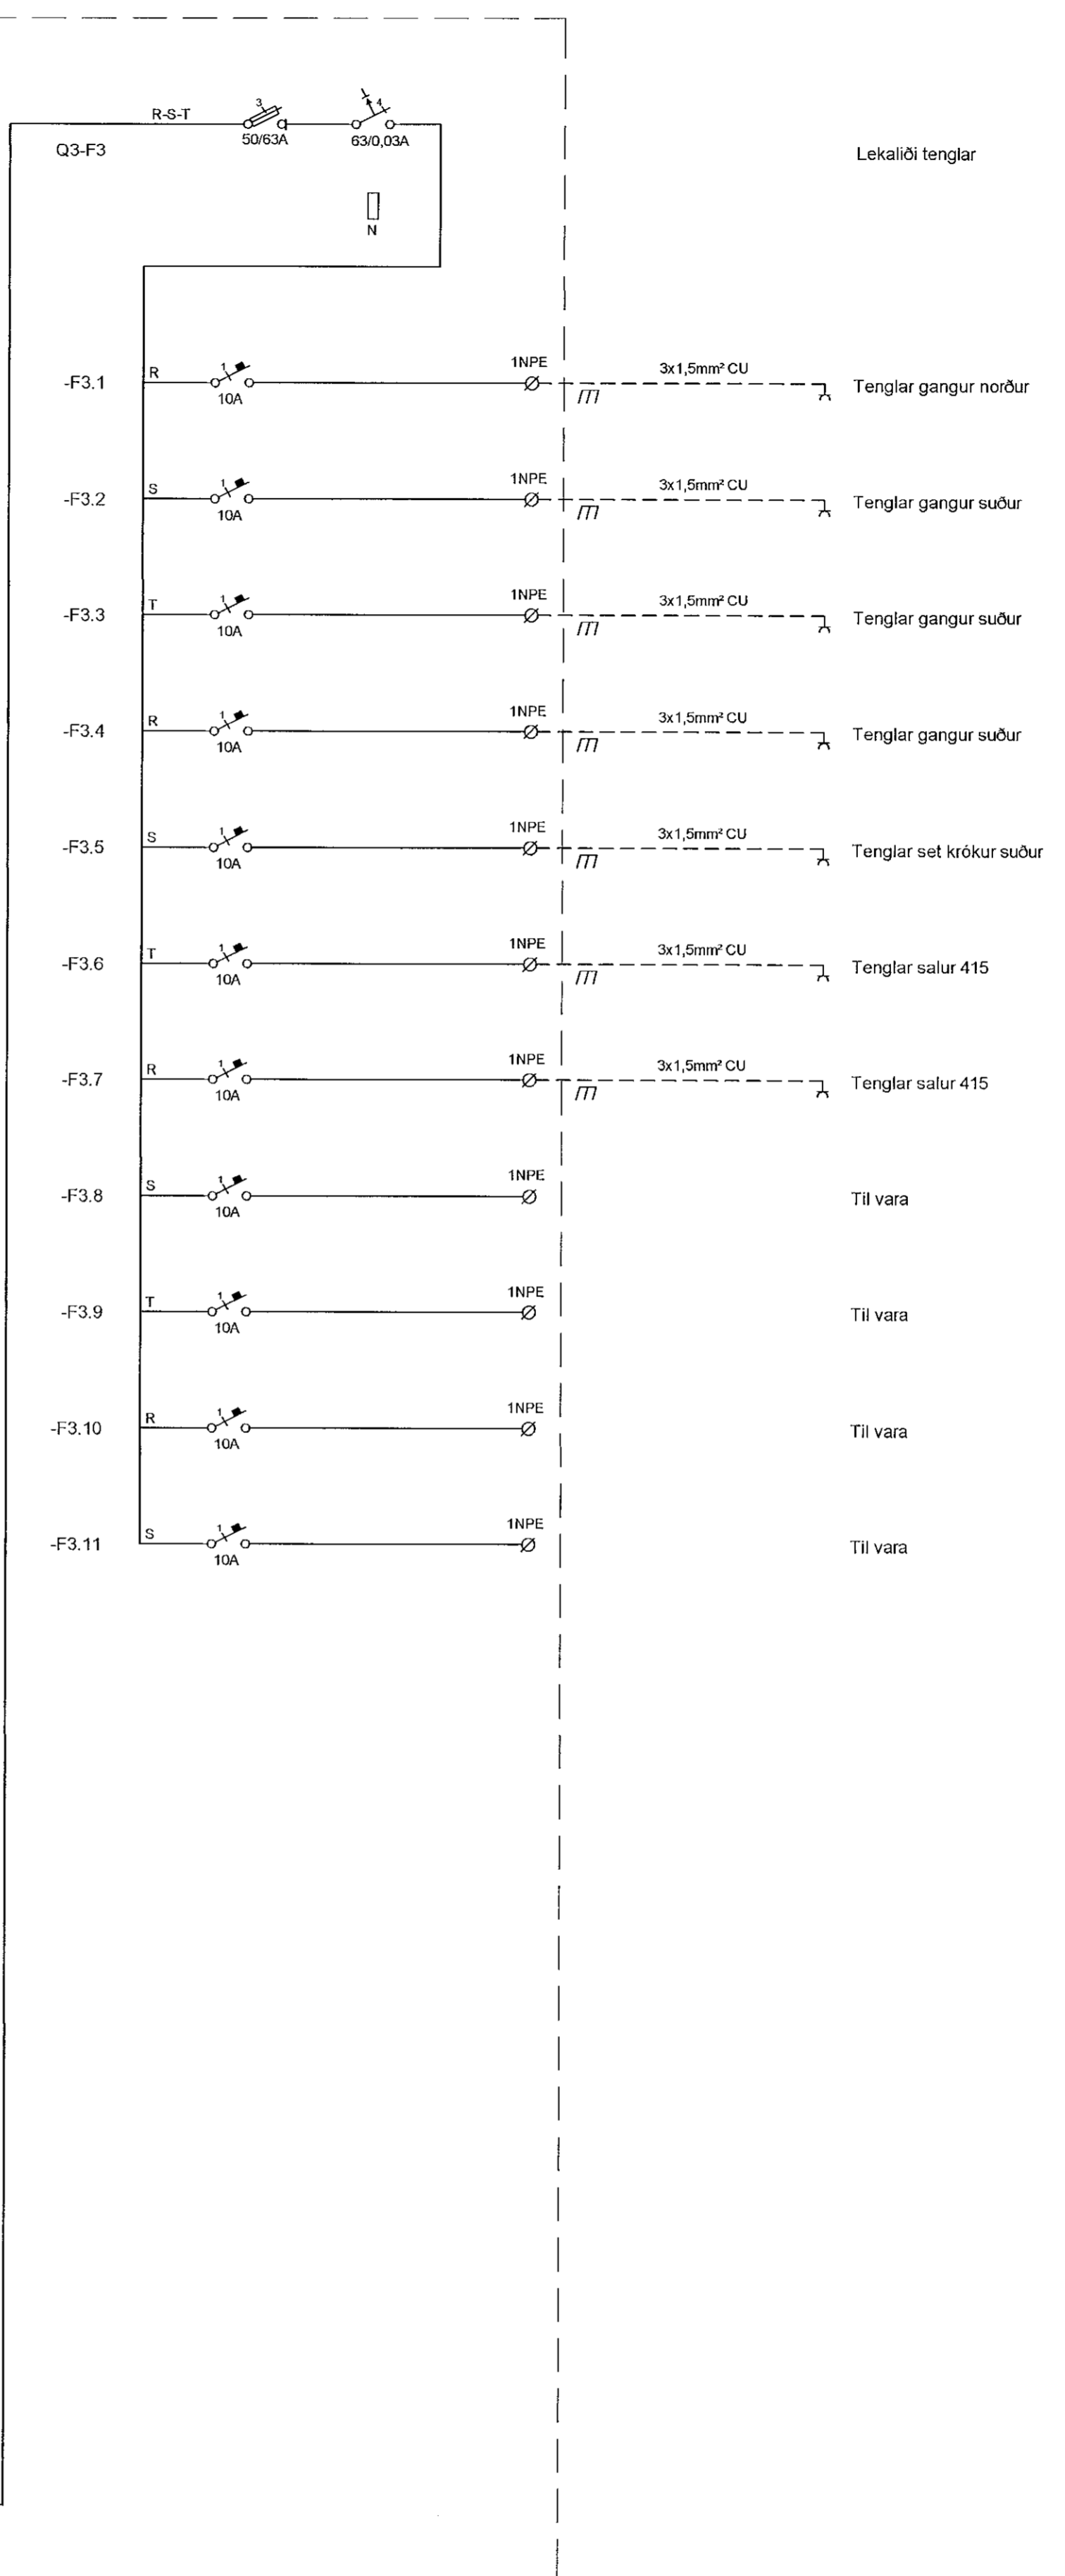 R-S-T
3
4
50/63A
63/0,03A
Q3-F3
Lekaliði tenglar
N
-F3.1 R 1 10A 1NPE 3x1,5mm² CU Tenglar gangur norður
-F3.2 S 1 10A 1NPE 3x1,5mm² CU Tenglar gangur suður
-F3.3 T 1 10A 1NPE 3x1,5mm² CU Tenglar gangur suður
-F3.4 R 1 10A 1NPE 3x1,5mm² CU Tenglar gangur suður
-F3.5 S 1 10A 1NPE 3x1,5mm² CU Tenglar set krókur suður
-F3.6 T 1 10A 1NPE 3x1,5mm² CU Tenglar salur 415
-F3.7 R 1 10A 1NPE 3x1,5mm² CU Tenglar salur 415
-F3.8 S 1 10A 1NPE Til vara
-F3.9 T 1 10A 1NPE Til vara
-F3.10 R 1 10A 1NPE Til vara
-F3.11 S 1 10A 1NPE Til vara